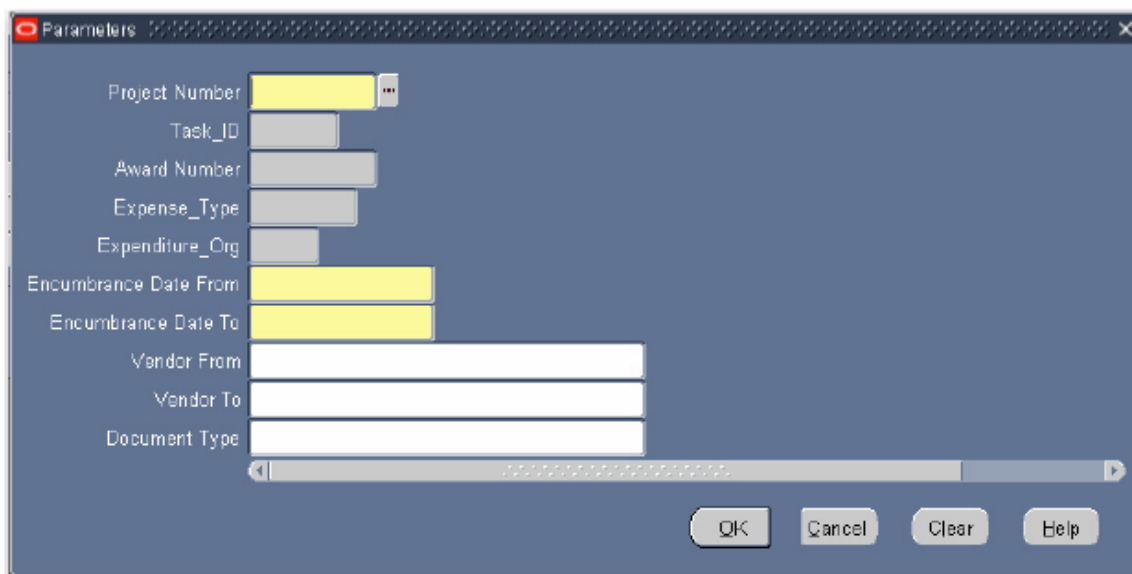 Parameters
Project Number
Task_ID
Award Number
Expense_Type
Expenditure_Org
Encumbrance Date From
Encumbrance Date To
Vendor From
Vendor To
Document Type
OK Cancel Clear Help